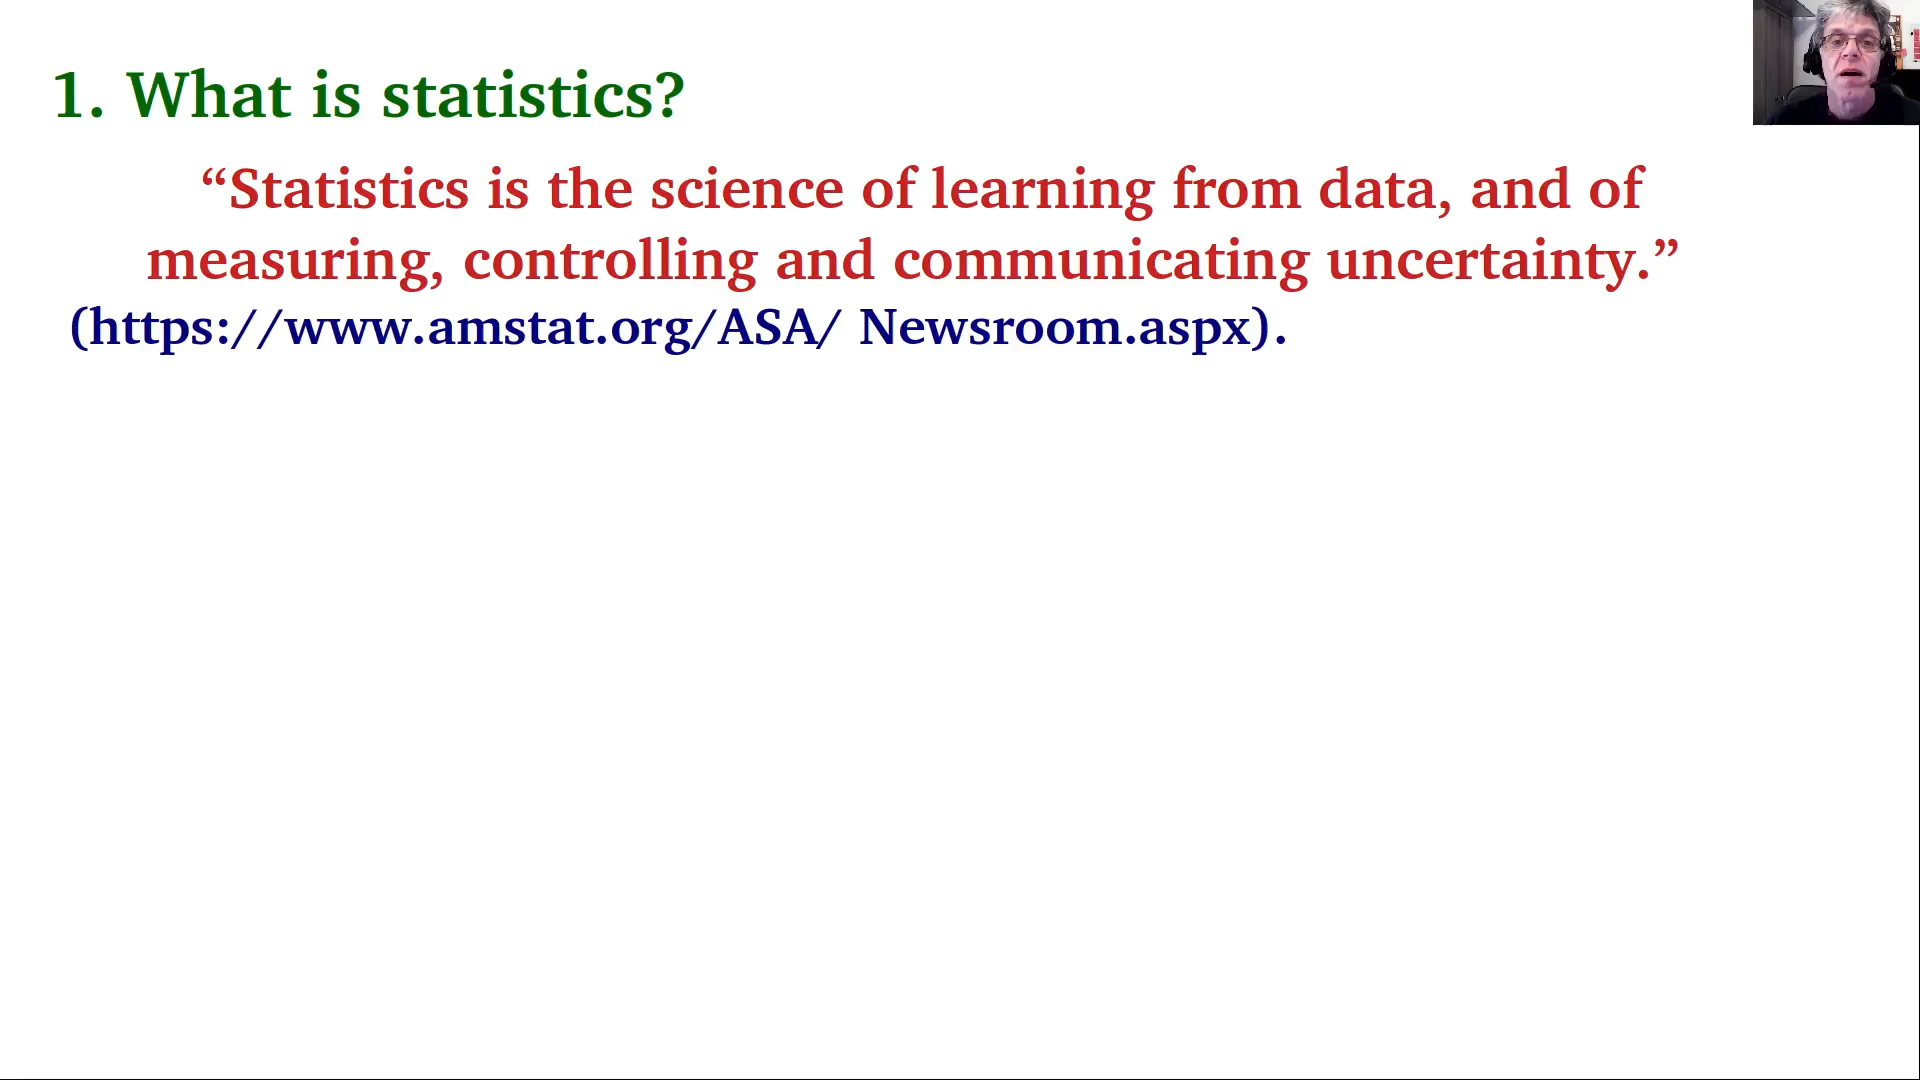 1. What is statistics?
“Statistics is the science of learning from data, and of
measuring, controlling and communicating uncertainty.”
(https://www.amstat.org/ASA/ Newsroom.aspx).